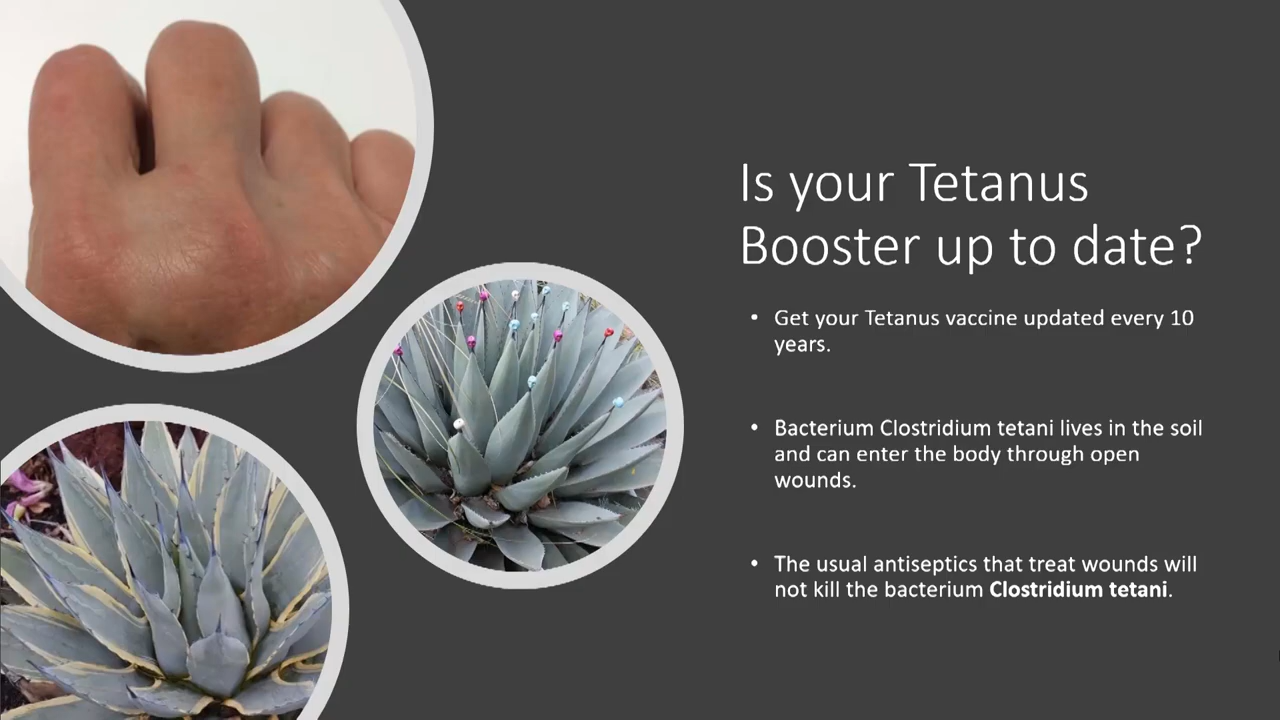 Is your Tetanus
Booster up to date?
• Get your Tetanus vaccine updated every 10
years.
• Bacterium Clostridium tetani lives in the soil
and can enter the body through open
wounds.
• The usual antiseptics that treat wounds will
not kill the bacterium Clostridium tetani.